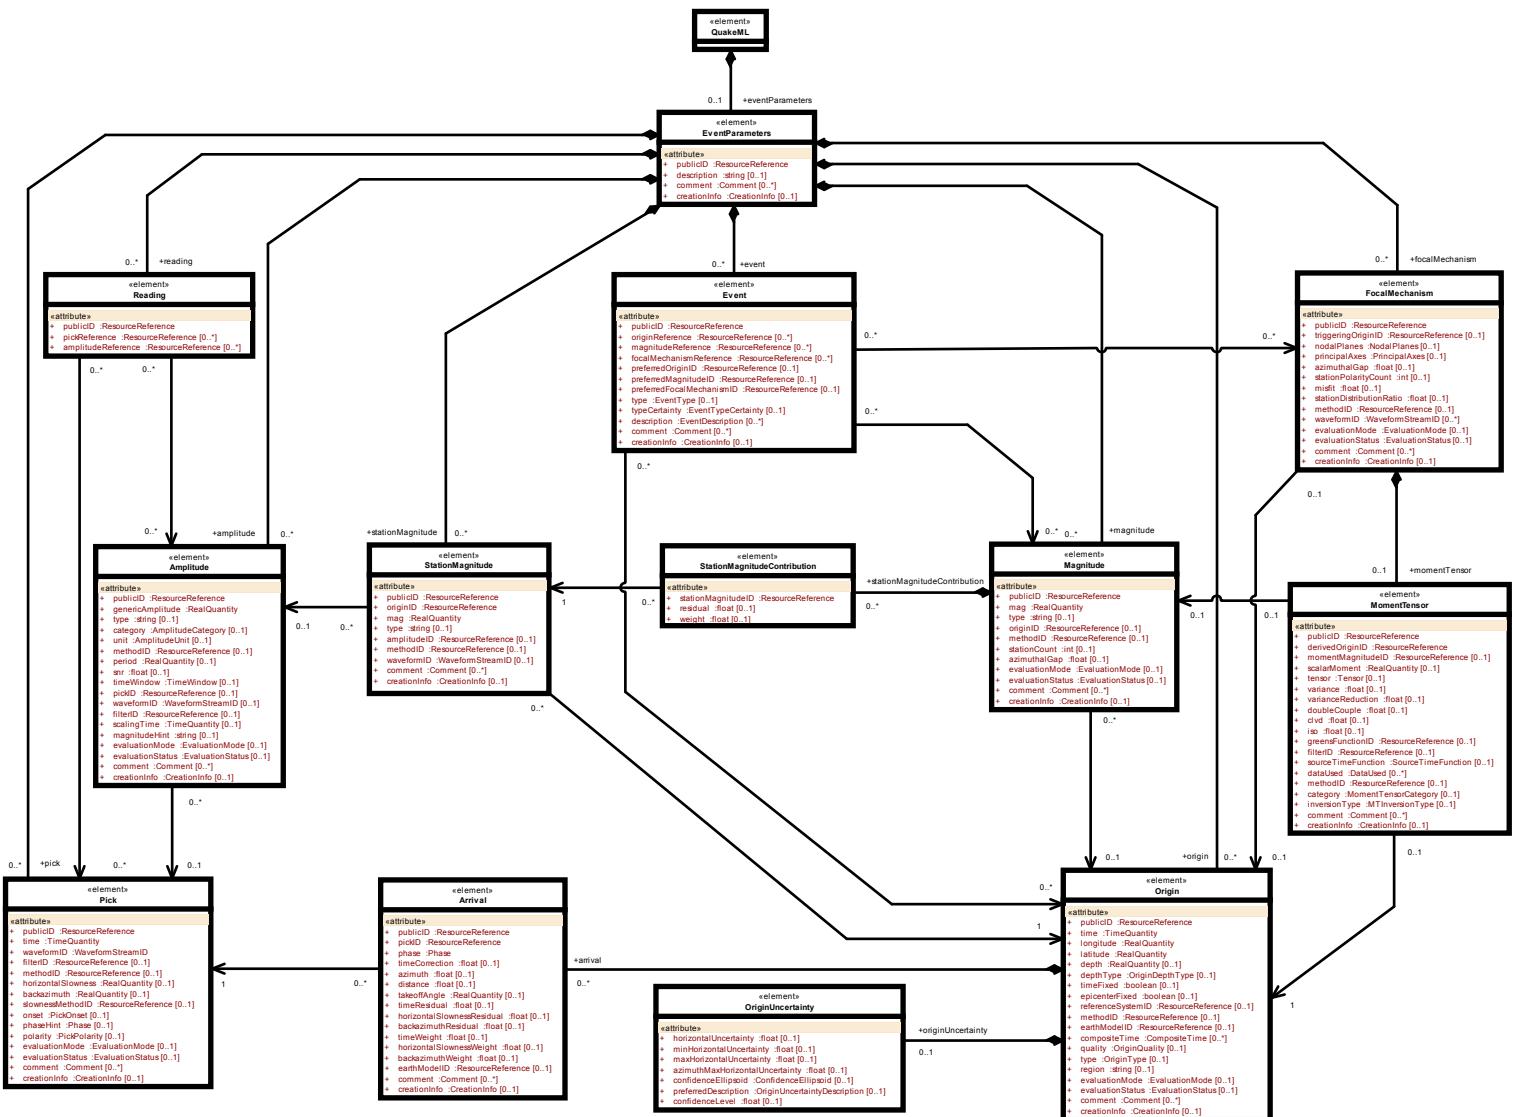 «element»
QuakeML
0..1 +eventParameters
«element»
EventParameters
«attribute»
+ publicID :ResourceReference
+ description :string [0..1]
+ comment :Comment [0..*]
+ creationInfo :CreationInfo [0..1]
0..* +reading
0..* +event
0..* +focalMechanism
«element»
Reading
«attribute»
+ publicID :ResourceReference
+ pickReference :ResourceReference [0..*]
+ amplitudeReference :ResourceReference [0..*]
0..*
0..*
«element»
Event
«attribute»
+ publicID :ResourceReference
+ originReference :ResourceReference [0..*]
+ magnitudeReference :ResourceReference [0..*]
+ focalMechanismReference :ResourceReference [0..*]
+ preferredOriginID :ResourceReference [0..1]
+ preferredMagnitudeID :ResourceReference [0..1]
+ preferredFocalMechanismID :ResourceReference [0..1]
+ type :EventType [0..1]
+ typeCertainty :EventTypeCertainty [0..1]
+ description :EventDescription [0..*]
+ comment :Comment [0..*]
+ creationInfo :CreationInfo [0..1]
0..*
0..*
0..*
0..*
«element»
FocalMechanism
«attribute»
+ publicID :ResourceReference
+ triggeringOriginID :ResourceReference [0..1]
+ nodalPlanes :NodalPlanes [0..1]
+ principalAxes :PrincipalAxes [0..1]
+ azimuthalGap :float [0..1]
+ stationPolarityCount :int [0..1]
+ misfit :float [0..1]
+ stationDistributionRatio :float [0..1]
+ methodID :ResourceReference [0..1]
+ waveformID :WaveformStreamID [0..*]
+ evaluationMode :EvaluationMode [0..1]
+ evaluationStatus :EvaluationStatus [0..1]
+ comment :Comment [0..*]
+ creationInfo :CreationInfo [0..1]
0..1
0..* +amplitude 0..*
+stationMagnitude 0..*
0..* 0..* +magnitude
0..1 +momentTensor
«element»
Amplitude
«attribute»
+ publicID :ResourceReference
+ genericAmplitude :RealQuantity
+ type :string [0..1]
+ category :AmplitudeCategory [0..1]
+ unit :AmplitudeUnit [0..1]
+ methodID :ResourceReference [0..1]
+ period :RealQuantity [0..1]
+ snr :float [0..1]
+ timeWindow :TimeWindow [0..1]
+ pickID :ResourceReference [0..1]
+ waveformID :WaveformStreamID [0..1]
+ filterID :ResourceReference [0..1]
+ scalingTime :TimeQuantity [0..1]
+ magnitudeHint :string [0..1]
+ evaluationMode :EvaluationMode [0..1]
+ evaluationStatus :EvaluationStatus [0..1]
+ comment :Comment [0..*]
+ creationInfo :CreationInfo [0..1]
0..*
0..1 0..*
«element»
StationMagnitude
«attribute»
+ publicID :ResourceReference
+ originID :ResourceReference
+ mag :RealQuantity
+ type :string [0..1]
+ amplitudeID :ResourceReference [0..1]
+ methodID :ResourceReference [0..1]
+ waveformID :WaveformStreamID [0..1]
+ comment :Comment [0..*]
+ creationInfo :CreationInfo [0..1]
0..*
1 0..*
«element»
StationMagnitudeContribution
«attribute»
+ stationMagnitudeID :ResourceReference
+ residual :float [0..1]
+ weight :float [0..1]
+stationMagnitudeContribution
0..*
«element»
Magnitude
«attribute»
+ publicID :ResourceReference
+ mag :RealQuantity
+ type :string [0..1]
+ originID :ResourceReference [0..1]
+ methodID :ResourceReference [0..1]
+ stationCount :int [0..1]
+ azimuthalGap :float [0..1]
+ evaluationMode :EvaluationMode [0..1]
+ evaluationStatus :EvaluationStatus [0..1]
+ comment :Comment [0..*]
+ creationInfo :CreationInfo [0..1]
0..*
0..1 0..1
«element»
MomentTensor
«attribute»
+ publicID :ResourceReference
+ derivedOriginID :ResourceReference
+ momentMagnitudeID :ResourceReference [0..1]
+ scalarMoment :RealQuantity [0..1]
+ tensor :Tensor [0..1]
+ variance :float [0..1]
+ varianceReduction :float [0..1]
+ doubleCouple :float [0..1]
+ clvd :float [0..1]
+ iso :float [0..1]
+ greensFunctionID :ResourceReference [0..1]
+ filterID :ResourceReference [0..1]
+ sourceTimeFunction :SourceTimeFunction [0..1]
+ dataUsed :DataUsed [0..*]
+ methodID :ResourceReference [0..1]
+ category :MomentTensorCategory [0..1]
+ inversionType :MTInversionType [0..1]
+ comment :Comment [0..*]
+ creationInfo :CreationInfo [0..1]
0..1
0..* +pick 0..* 0..1
0..1 +origin 0..* 0..1
«element»
Pick
«attribute»
+ publicID :ResourceReference
+ time :TimeQuantity
+ waveformID :WaveformStreamID
+ filterID :ResourceReference [0..1]
+ methodID :ResourceReference [0..1]
+ horizontalSlowness :RealQuantity [0..1]
+ backazimuth :RealQuantity [0..1]
+ slownessMethodID :ResourceReference [0..1]
+ onset :PickOnset [0..1]
+ phaseHint :Phase [0..1]
+ polarity :PickPolarity [0..1]
+ evaluationMode :EvaluationMode [0..1]
+ evaluationStatus :EvaluationStatus [0..1]
+ comment :Comment [0..*]
+ creationInfo :CreationInfo [0..1]
1 0..*
«element»
Arrival
«attribute»
+ publicID :ResourceReference
+ pickID :ResourceReference
+ phase :Phase
+ timeCorrection :float [0..1]
+ azimuth :float [0..1]
+ distance :float [0..1]
+ takeoffAngle :RealQuantity [0..1]
+ timeResidual :float [0..1]
+ horizontalSlownessResidual :float [0..1]
+ backazimuthResidual :float [0..1]
+ timeWeight :float [0..1]
+ horizontalSlownessWeight :float [0..1]
+ backazimuthWeight :float [0..1]
+ earthModelID :ResourceReference [0..1]
+ comment :Comment [0..*]
+ creationInfo :CreationInfo [0..1]
+arrival
0..*
«element»
OriginUncertainty
«attribute»
+ horizontalUncertainty :float [0..1]
+ minHorizontalUncertainty :float [0..1]
+ maxHorizontalUncertainty :float [0..1]
+ azimuthMaxHorizontalUncertainty :float [0..1]
+ confidenceEllipsoid :ConfidenceEllipsoid [0..1]
+ preferredDescription :OriginUncertaintyDescription [0..1]
+ confidenceLevel :float [0..1]
+originUncertainty
0..1
0..*
1
«element»
Origin
«attribute»
+ publicID :ResourceReference
+ time :TimeQuantity
+ longitude :RealQuantity
+ latitude :RealQuantity
+ depth :RealQuantity [0..1]
+ depthType :OriginDepthType [0..1]
+ timeFixed :boolean [0..1]
+ epicenterFixed :boolean [0..1]
+ referenceSystemID :ResourceReference [0..1]
+ methodID :ResourceReference [0..1]
+ earthModelID :ResourceReference [0..1]
+ compositeTime :CompositeTime [0..*]
+ quality :OriginQuality [0..1]
+ type :OriginType [0..1]
+ region :string [0..1]
+ evaluationMode :EvaluationMode [0..1]
+ evaluationStatus :EvaluationStatus [0..1]
+ comment :Comment [0..*]
+ creationInfo :CreationInfo [0..1]
1